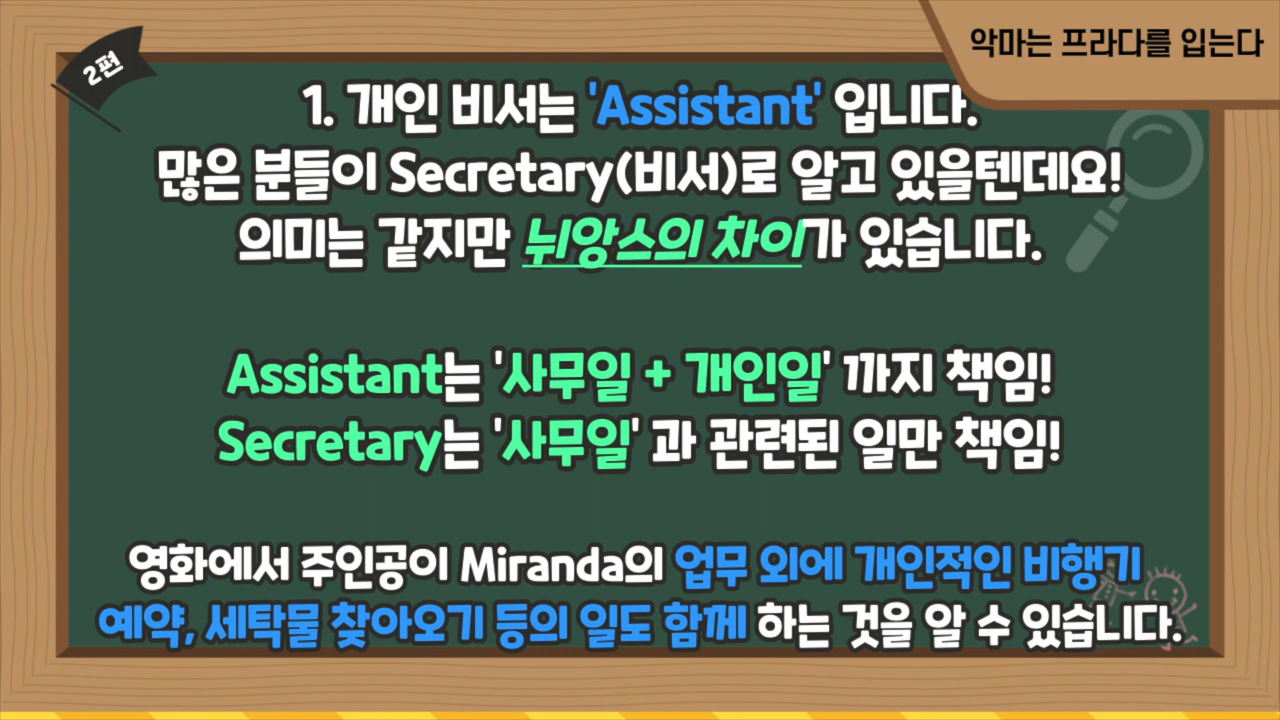 2편
악마는 프라다를 입는다
1. 개인 비서는 'Assistant' 입니다.
많은 분들이 Secretary(비서)로 알고 있을텐데요!
의미는 같지만 뉘앙스의 차이가 있습니다.
Assistant는 '사무일 + 개인일' 까지 책임!
Secretary는 '사무일' 과 관련된 일만 책임!
영화에서 주인공이 Miranda의 업무 외에 개인적인 비행기
예약, 세탁물 찾아오기 등의 일도 함께 하는 것을 알 수 있습니다.